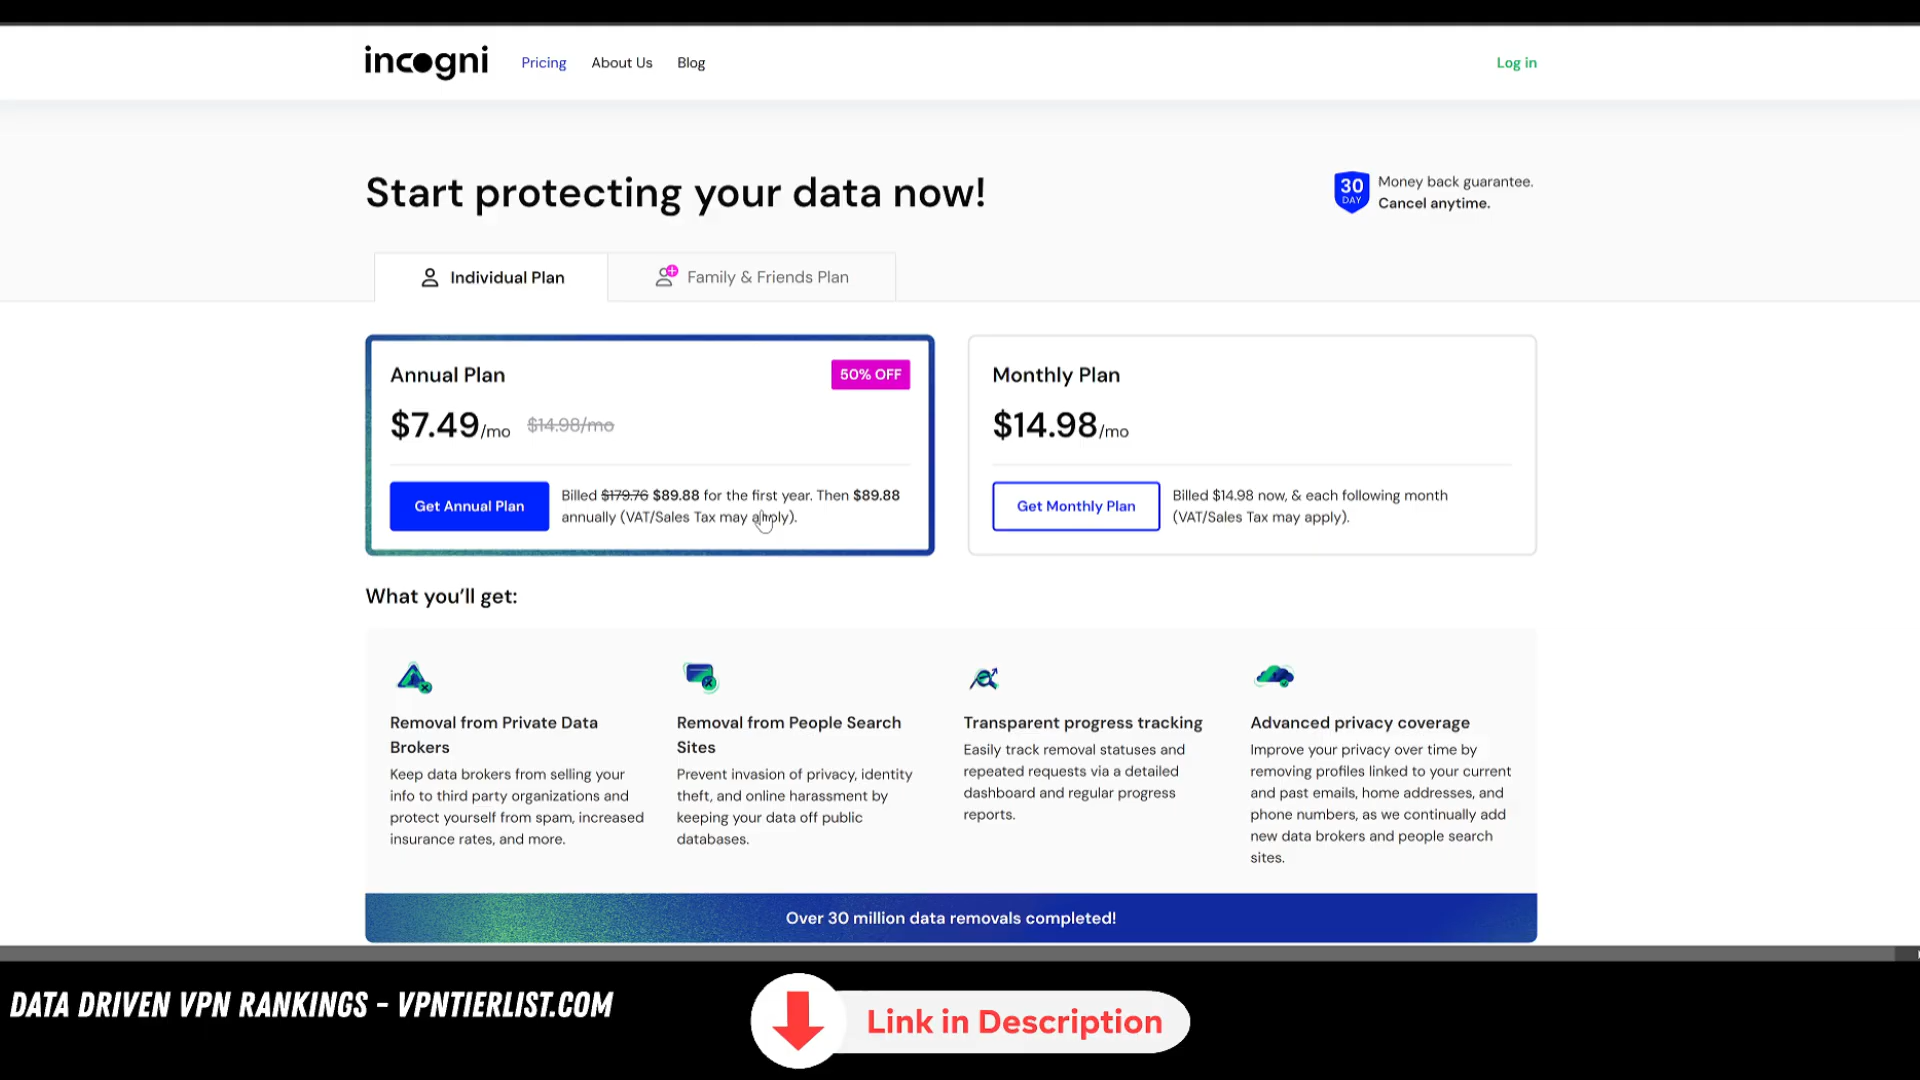 incogni
Pricing
About Us
Blog
Log in
Start protecting your data now!
30
DAY
Money back guarantee.
Cancel anytime.
Individual Plan
Family & Friends Plan
Annual Plan
50% OFF
$7.49/mo $14.98/mo
Get Annual Plan
Billed $179.76 $89.88 for the first year. Then $89.88
annually (VAT/Sales Tax may apply).
Monthly Plan
$14.98/mo
Get Monthly Plan
Billed $14.98 now, & each following month
(VAT/Sales Tax may apply).
What you'll get:
Removal from Private Data
Brokers
Keep data brokers from selling your
info to third party organizations and
protect yourself from spam, increased
insurance rates, and more.
Removal from People Search
Sites
Prevent invasion of privacy, identity
theft, and online harassment by
keeping your data off public
databases.
Transparent progress tracking
Easily track removal statuses and
repeated requests via a detailed
dashboard and regular progress
reports.
Advanced privacy coverage
Improve your privacy over time by
removing profiles linked to your current
and past emails, home addresses, and
phone numbers, as we continually add
new data brokers and people search
sites.
Over 30 million data removals completed!
DATA DRIVEN VPN RANKINGS - VPNTIERLIST.COM
Link in Description